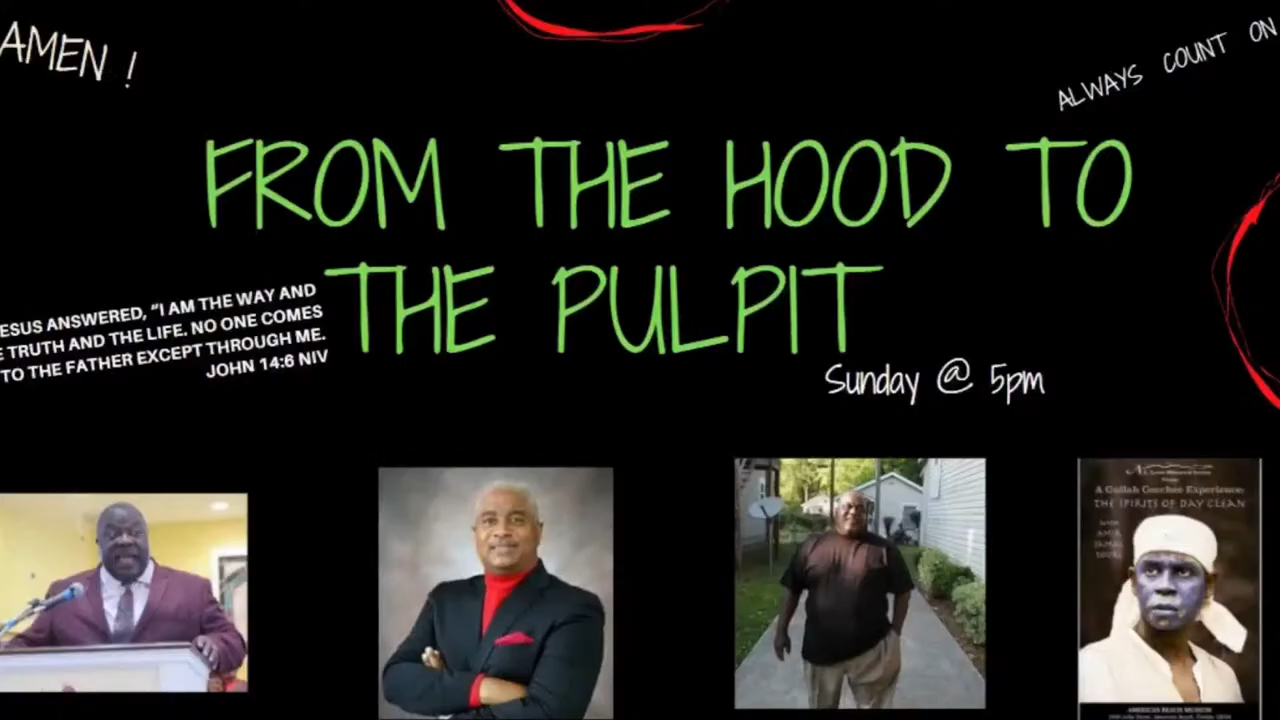 AMEN !
ALWAYS COUNT ON
FROM THE HOOD TO
THE PULPIT
ESUS ANSWERED, “I AM THE WAY AND
E TRUTH AND THE LIFE. NO ONE COMES
TO THE FATHER EXCEPT THROUGH ME.
JOHN 14:6 NIV
Sunday @ 5pm
A Gullah Geechee Experience:
THE SPIRITS OF DAY CLEAN
WITH
AMERICAN BEACH MUSEUM